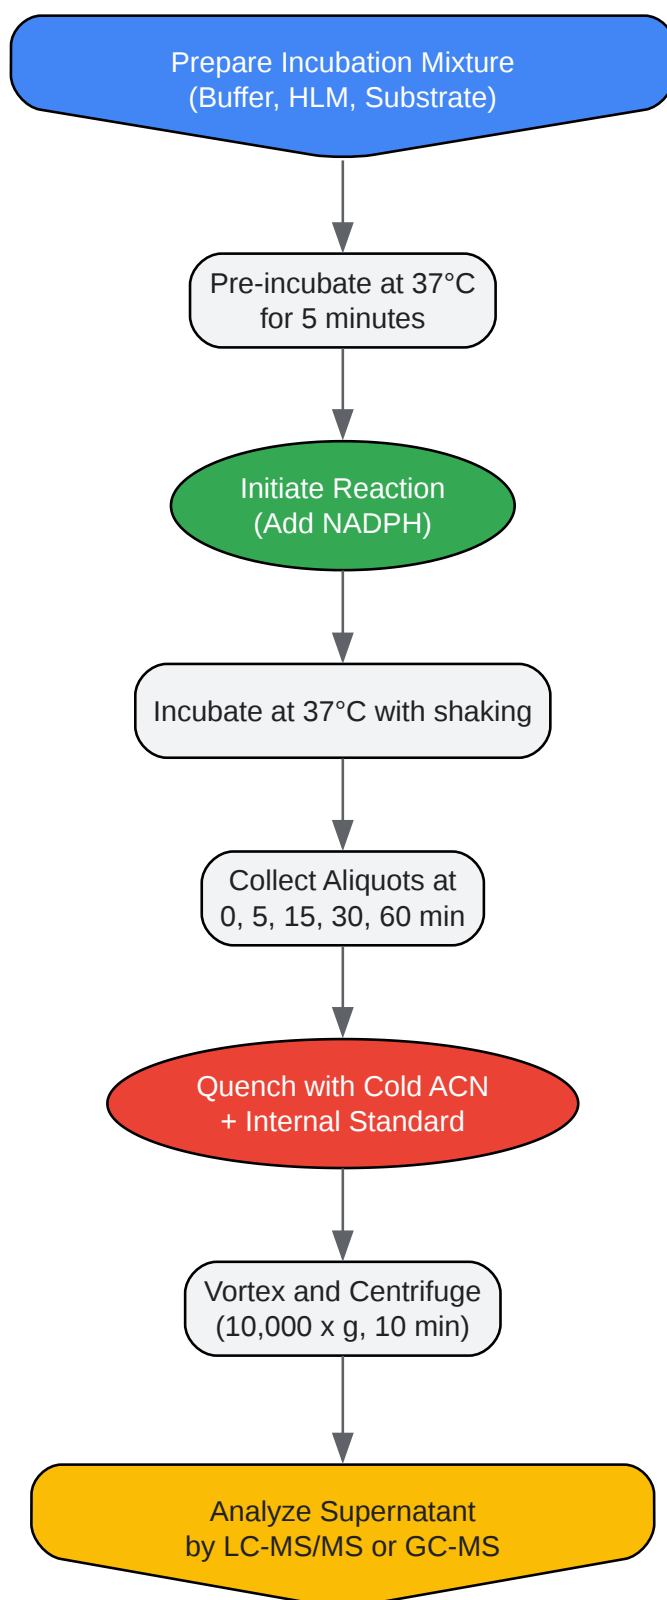 Prepare Incubation Mixture
(Buffer, HLM, Substrate)
Pre-incubate at 37°C
for 5 minutes
Initiate Reaction
(Add NADPH)
Incubate at 37°C with shaking
Collect Aliquots at
0, 5, 15, 30, 60 min
Quench with Cold ACN
+ Internal Standard
Vortex and Centrifuge
(10,000 x g, 10 min)
Analyze Supernatant
by LC-MS/MS or GC-MS